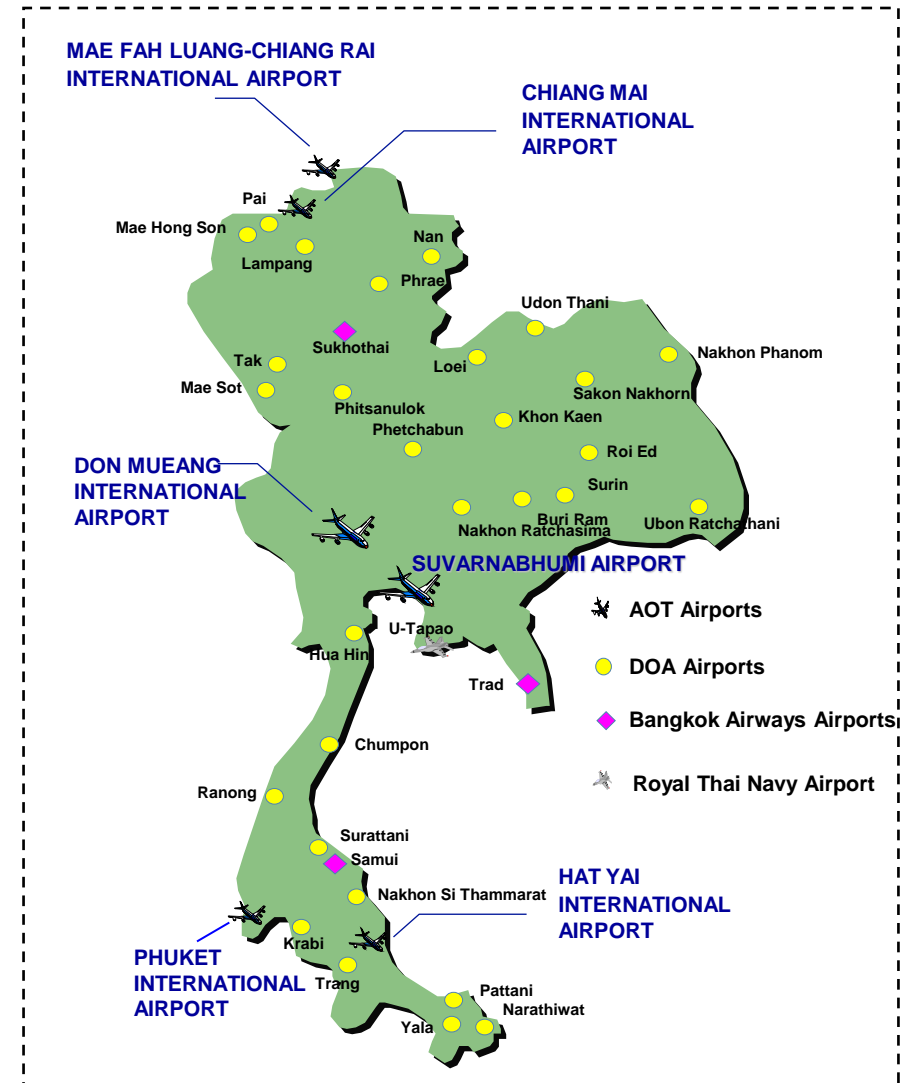 MAE FAH LUANG-CHIANG RAI
INTERNATIONAL AIRPORT
CHIANG MAI
INTERNATIONAL
AIRPORT
Pai
Mae Hong Son
Lampang
Nan
Phrae
Udon Thani
Sukhothai
Loei
Nakhon Phanom
Tak
Mae Sot
Sakon Nakhorn
Phitsanulok
Khon Kaen
Phetchabun
Roi Ed
DON MUEANG
INTERNATIONAL
AIRPORT
Surin
Buri Ram
Nakhon Ratchasima
Ubon Ratchathani
SUVARNABHUMI AIRPORT
AOT Airports
U-Tapao
Hua Hin
DOA Airports
Trad
Bangkok Airways Airports
Chumpon
Royal Thai Navy Airport
Ranong
Surattani
Samui
HAT YAI
INTERNATIONAL
AIRPORT
Nakhon Si Thammarat
Krabi
PHUKET
INTERNATIONAL
AIRPORT
Trang
Pattani
Narathiwat
Yala